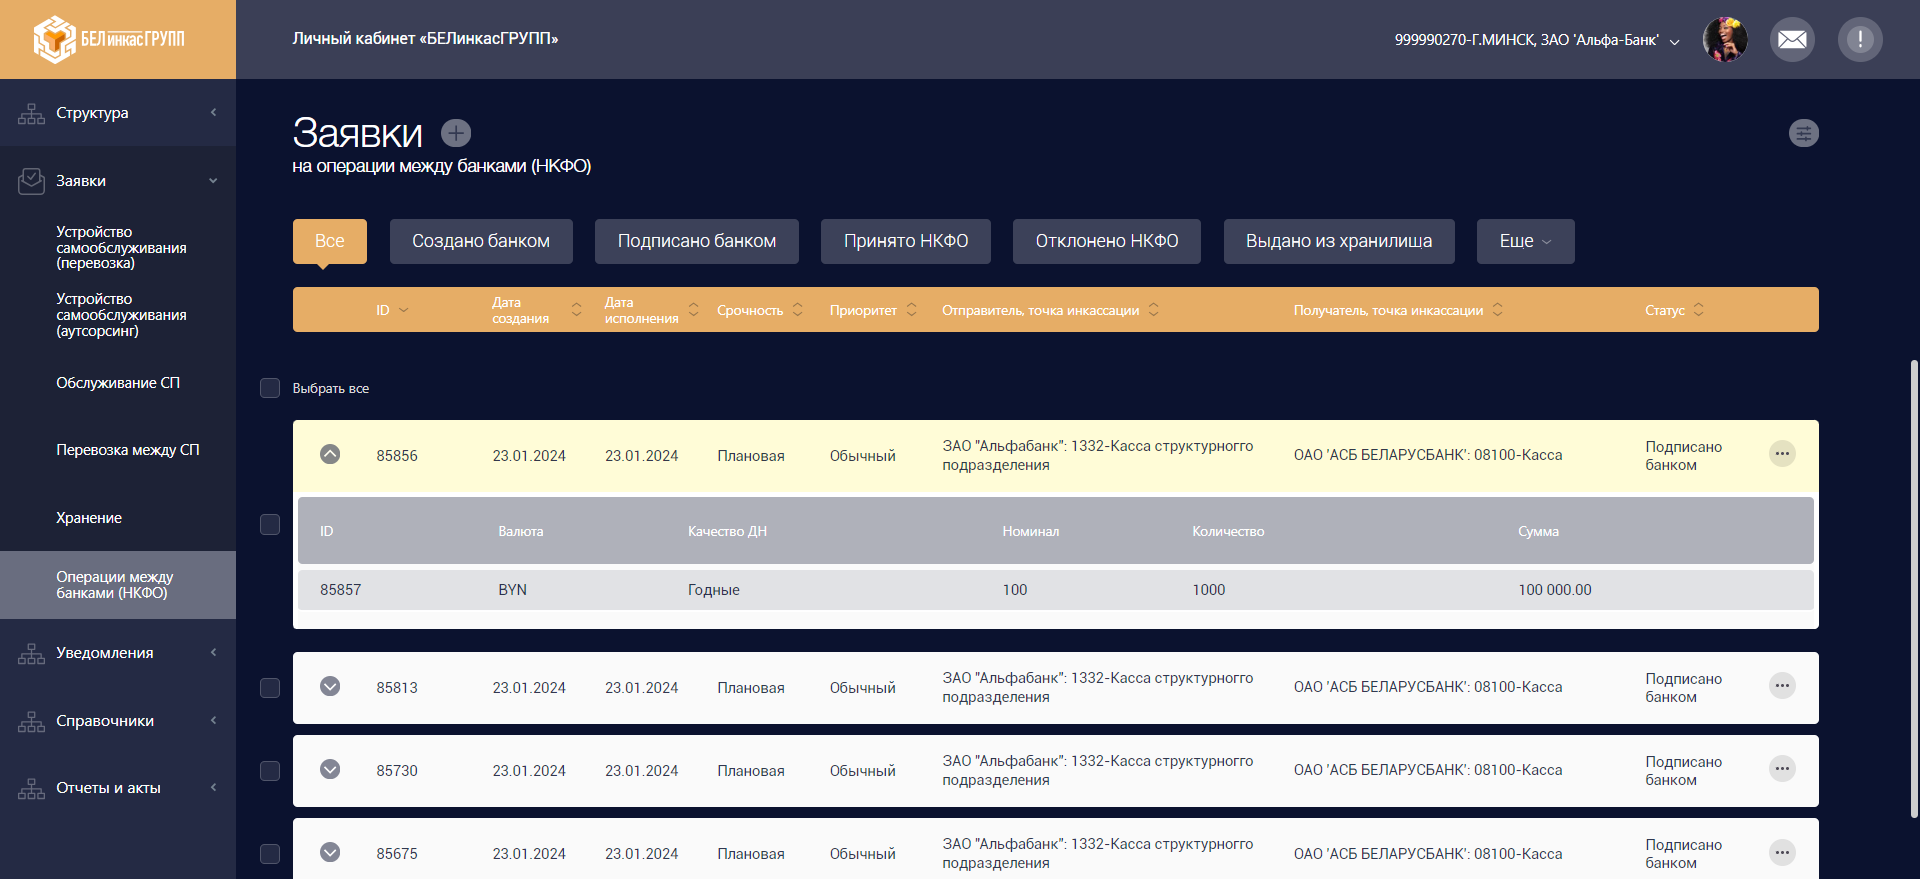 БЕЛинкасГРУПП
Личный кабинет «БЕЛинкасГРУПП»
999990270-Г.МИНСК, ЗАО 'Альфа-Банк'
Структура
Заявки
Устройство
самообслуживания
(перевозка)
Устройство
самообслуживания
(аутсорсинг)
Обслуживание СП
Перевозка между СП
Хранение
Операции между
банками (НКФО)
Уведомления
Справочники
Отчеты и акты
Заявки
на операции между банками (НКФО)
Все Создано банком Подписано банком Принято НКФО Отклонено НКФО Выдано из хранилища Еще
ID Дата создания Дата исполнения Срочность Приоритет Отправитель, точка инкассации Получатель, точка инкассации Статус
Выбрать все
85856 23.01.2024 23.01.2024 Плановая Обычный ЗАО "Альфабанк": 1332-Касса структурного подразделения ОАО 'АСБ БЕЛАРУСБАНК': 08100-Касса Подписано банком
ID Валюта Качество ДН Номинал Количество Сумма
85857 BYN Годные 100 1000 100 000.00
85813 23.01.2024 23.01.2024 Плановая Обычный ЗАО "Альфабанк": 1332-Касса структурного подразделения ОАО 'АСБ БЕЛАРУСБАНК': 08100-Касса Подписано банком
85730 23.01.2024 23.01.2024 Плановая Обычный ЗАО "Альфабанк": 1332-Касса структурного подразделения ОАО 'АСБ БЕЛАРУСБАНК': 08100-Касса Подписано банком
85675 23.01.2024 23.01.2024 Плановая Обычный ЗАО "Альфабанк": 1332-Касса структурного подразделения ОАО 'АСБ БЕЛАРУСБАНК': 08100-Касса Подписано банком